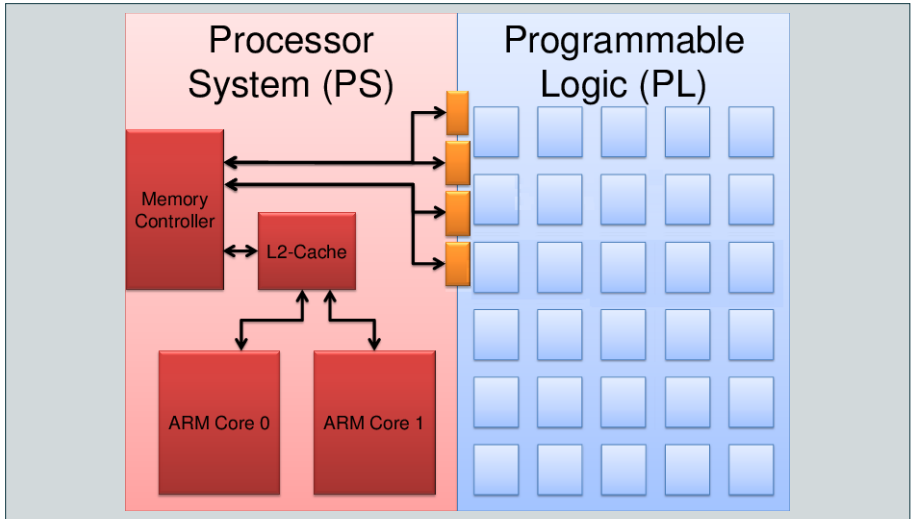 Processor
System (PS)
Programmable
Logic (PL)
Memory
Controller
L2-Cache
ARM Core 0
ARM Core 1